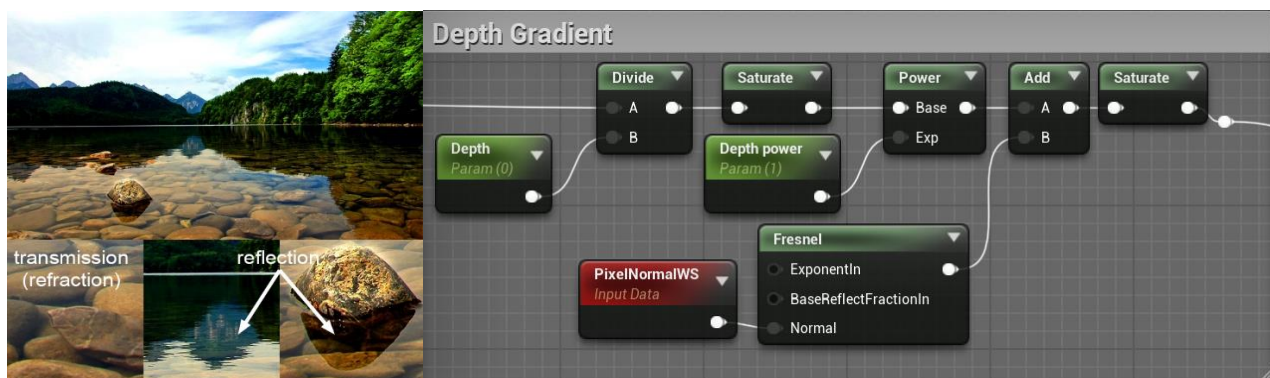 transmission
(refraction)
reflection
Depth Gradient
Divide
A
B
Saturate
Power
Base
Exp
Add
A
B
Saturate
Depth
Param (0)
Depth power
Param (1)
Fresnel
ExponentIn
BaseReflectFractionIn
Normal
PixelNormalWS
Input Data